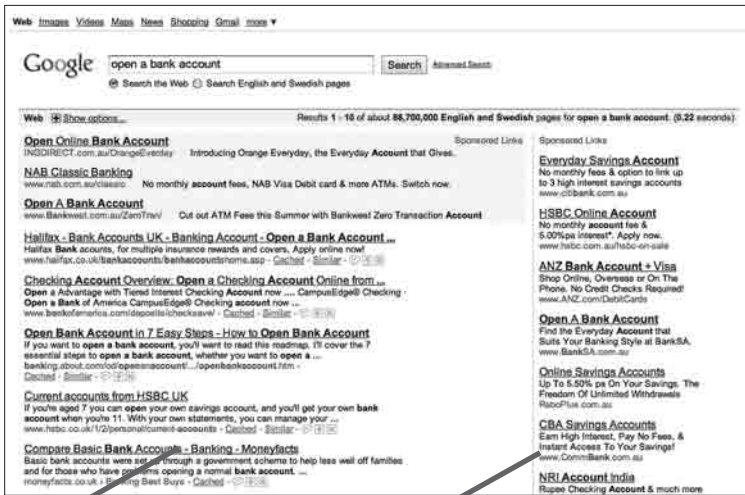 Web Images Videos Maps News Shopping Gmail more ▼
Google open a bank account Search Advanced Search
Search the Web Search English and Swedish pages
Web Show options... Results 1 - 10 of about 88,700,000 English and Swedish pages for open a bank account. (0.22 seconds)
Open Online Bank Account Sponsored Links
INGDIRECT.com.au/OrangeEveryday Introducing Orange Everyday, the Everyday Account that Gives.
NAB Classic Banking
www.nab.com.au/classic No monthly account fees, NAB Visa Debit card & more ATMs. Switch now.
Open A Bank Account
www.Bankwest.com.au/ZeroTran/ Cut out ATM Fees this Summer with Bankwest Zero Transaction Account
Halifax - Bank Accounts UK - Banking Account - Open a Bank Account ...
Halifax Bank acounts, for multiple insurance rewards and covers, Apply online now!
www.halifax.co.uk/bankaccounts/bankaccountshome.asp - Cached - Similar -
Checking Account Overview: Open a Checking Account Online from ...
Open a Advantage with Tiered Interest Checking Account now .... CampusEdge® Checking -
Open a Bank of America CampusEdge® Checking account now ...
www.bankofamerica.com/deposits/checksave/ - Cached - Similar -
Open Bank Account in 7 Easy Steps - How to Open Bank Account
If you want to open a bank account, you'll want to read this roadmap. I'll cover the 7
essential steps to open a bank account, whether you want to open a ...
banking.about.com/od/openanaccount/.../openbankaccount.htm -
Cached - Similar -
Current accounts from HSBC UK
If you're aged 7 you can open your own savings account, and you'll get your own bank
account when you're 11. With your own statements, you can manage your ...
www.hsbc.co.uk/1/2/personal/current-accounts - Cached - Similar -
Compare Basic Bank Accounts - Banking - Moneyfacts
Basic bank accounts were set up through a government scheme to help less well off families
and for those who have problems opening a normal bank account. ...
moneyfacts.co.uk › Banking Best Buys - Cached -
Sponsored Links
Everyday Savings Account
No monthly fees & option to link up
to 3 high interest savings accounts
www.citibank.com.au
HSBC Online Account
No monthly account fee &
5.00%pa interest*. Apply now.
www.hsbc.com.au/hsbc-on-sale
ANZ Bank Account + Visa
Shop Online, Overseas or On The
Phone. No Credit Checks Required!
www.ANZ.com/DebitCards
Open A Bank Account
Find the Everyday Account that
Suits Your Banking Style at BankSA.
www.BankSA.com.au
Online Savings Accounts
Up To 5.50% pa On Your Savings. The
Freedom Of Unlimited Withdrawals
RaboPlus.com.au
CBA Savings Accounts
Earn High Interest, Pay No Fees, &
Instant Access To Your Savings!
www.CommBank.com.au
NRI Account India
Rupee Checking Account & much more